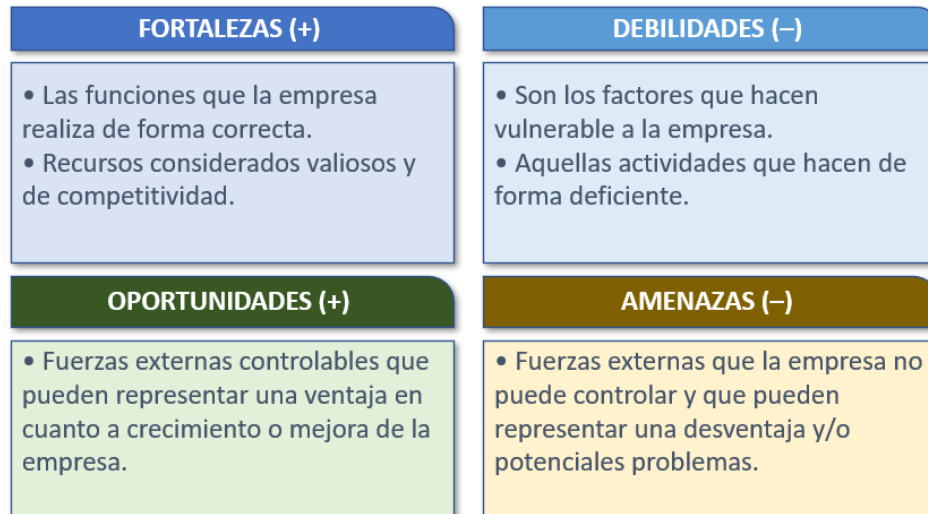 FORTALEZAS (+)
• Las funciones que la empresa
realiza de forma correcta.
• Recursos considerados valiosos y
de competitividad.
DEBILIDADES (–)
• Son los factores que hacen
vulnerable a la empresa.
• Aquellas actividades que hacen de
forma deficiente.
OPORTUNIDADES (+)
• Fuerzas externas controlables que
pueden representar una ventaja en
cuanto a crecimiento o mejora de la
empresa.
AMENAZAS (–)
• Fuerzas externas que la empresa no
puede controlar y que pueden
representar una desventaja y/o
potenciales problemas.